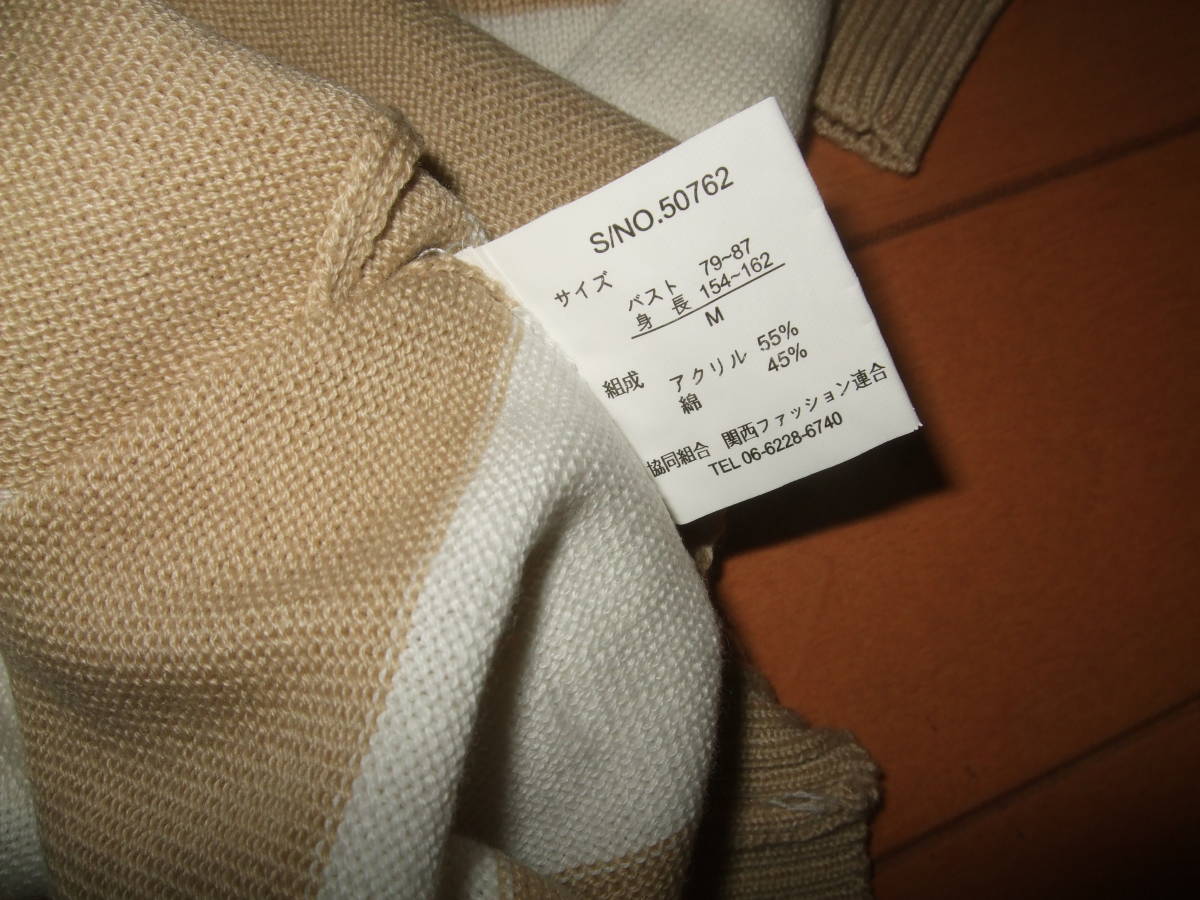 S/NO.50762
サイズ バスト 79~87
身長 154~162
M
組成 アクリル 55%
綿 45%
協同組合 関西ファッション連合
TEL 06-6228-6740